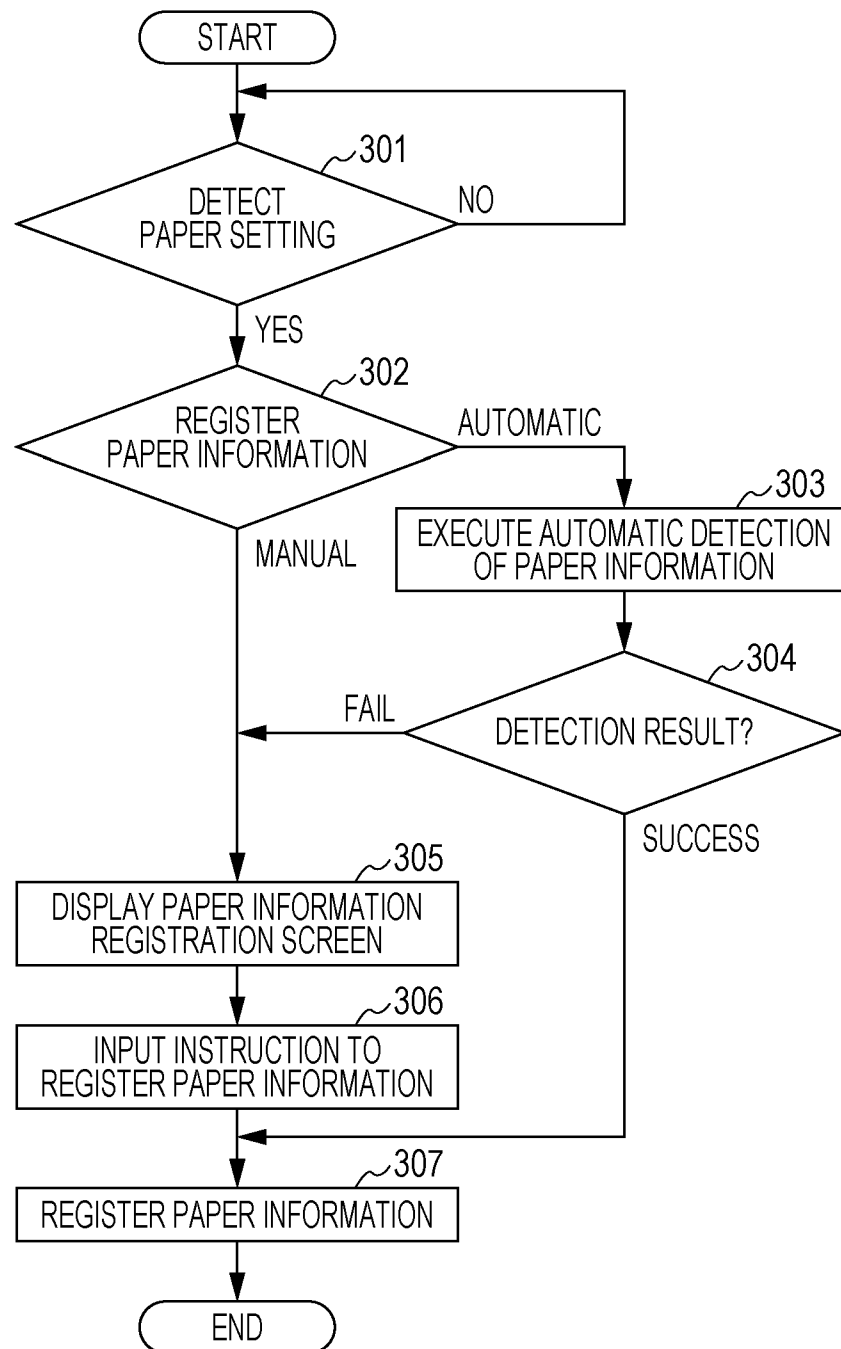 START
301
DETECT
PAPER SETTING
NO
YES
302
REGISTER
PAPER INFORMATION
AUTOMATIC
303
EXECUTE AUTOMATIC DETECTION
OF PAPER INFORMATION
MANUAL
304
DETECTION RESULT?
FAIL
SUCCESS
305
DISPLAY PAPER INFORMATION
REGISTRATION SCREEN
306
INPUT INSTRUCTION TO
REGISTER PAPER INFORMATION
307
REGISTER PAPER INFORMATION
END